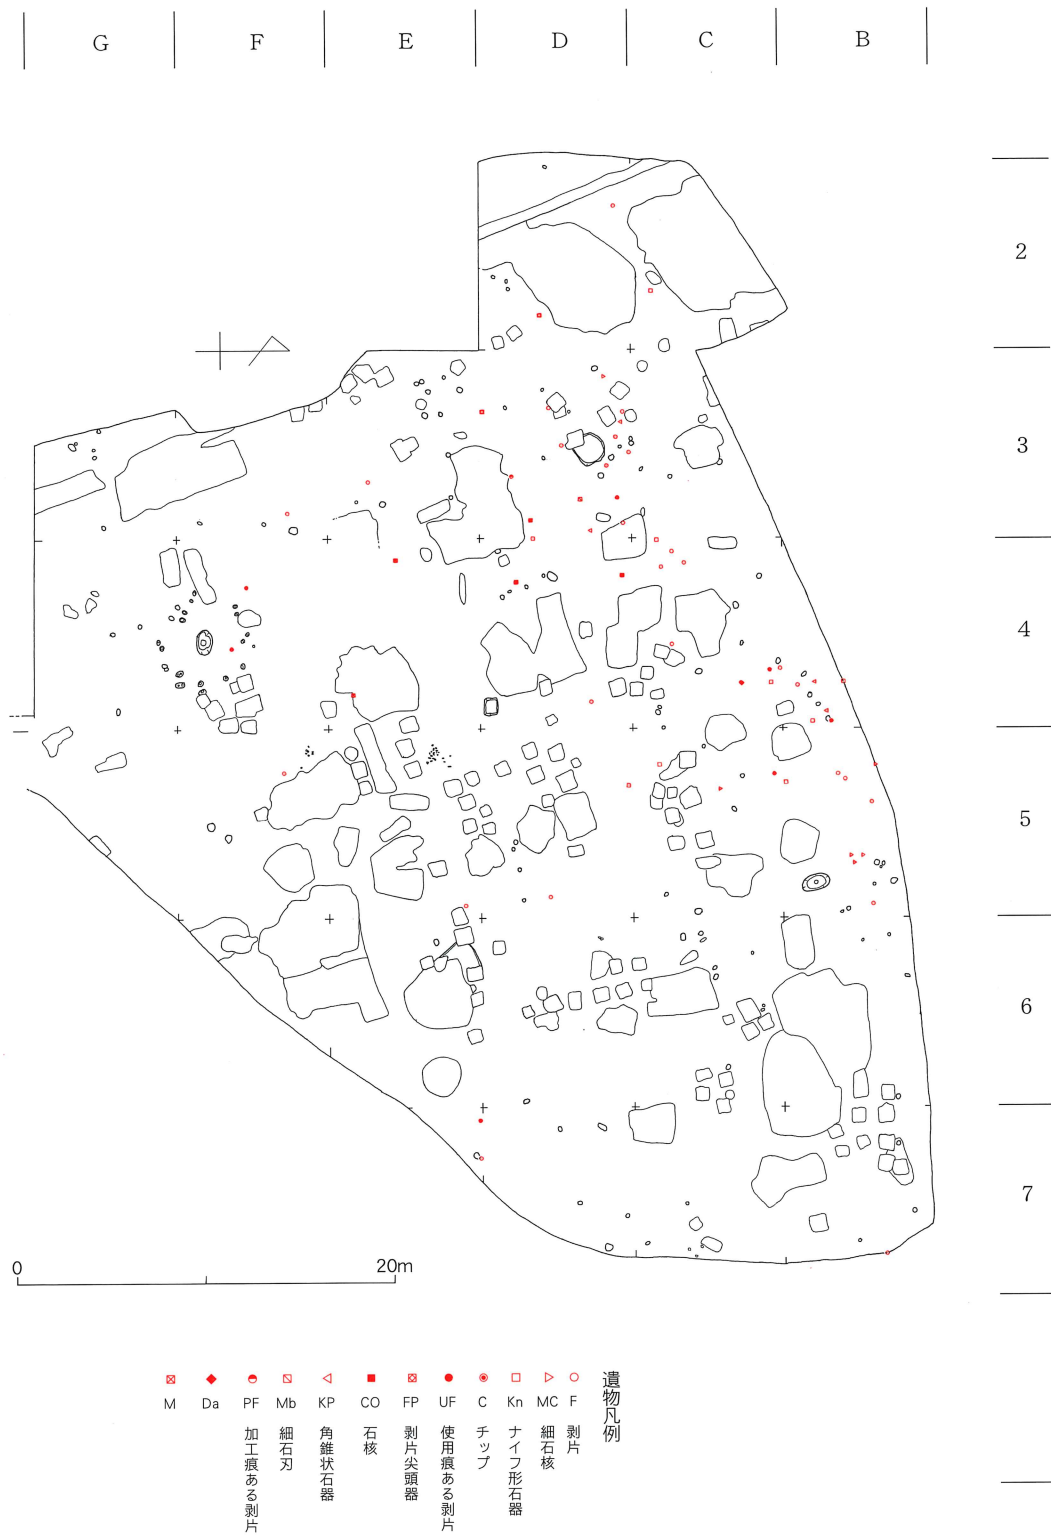 G F E D C B
2
3
4
5
6
7
0 20m
遺物凡例
F 剥片
MC 細石核
Kn ナイフ形石器
C チップ
UF 使用痕ある剥片
FP 剥片尖頭器
CO 石核
KP 角錐状石器
Mb 細石刃
PF 加工痕ある剥片
Da
M